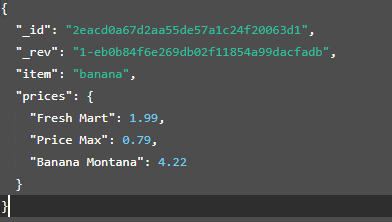 {
"_id": "2eacd0a67d2aa55de57a1c24f20063d1",
"_rev": "1-eb0b84f6e269db02f11854a99dacfadb",
"item": "banana",
"prices": {
"Fresh Mart": 1.99,
"Price Max": 0.79,
"Banana Montana": 4.22
}
}